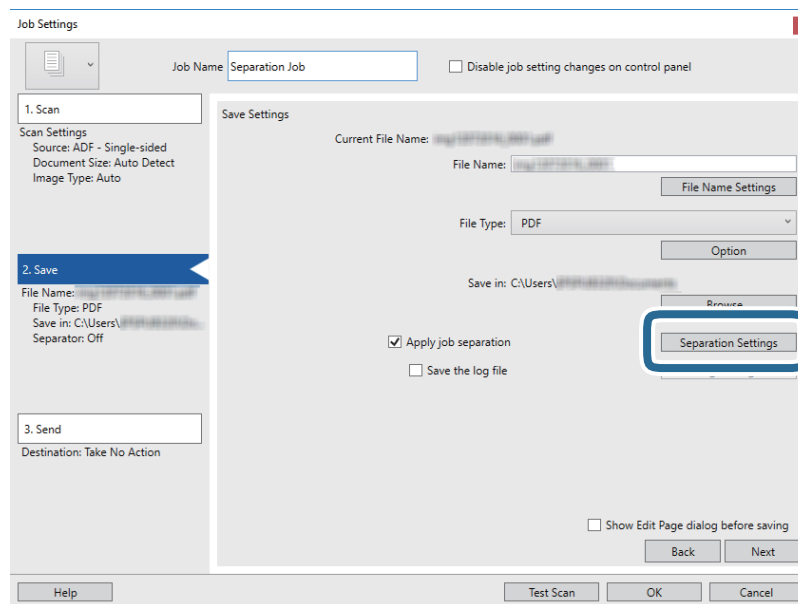 Job Settings
Job Name Separation Job
Disable job setting changes on control panel
1. Scan
Scan Settings
Source: ADF - Single-sided
Document Size: Auto Detect
Image Type: Auto
2. Save
File Name:
File Type: PDF
Save in: C:\Users\
Separator: Off
3. Send
Destination: Take No Action
Save Settings
Current File Name:
File Name:
File Name Settings
File Type: PDF
Option
Save in: C:\Users\
Browse
Apply job separation
Separation Settings
Save the log file
Show Edit Page dialog before saving
Back
Next
Help
Test Scan
OK
Cancel